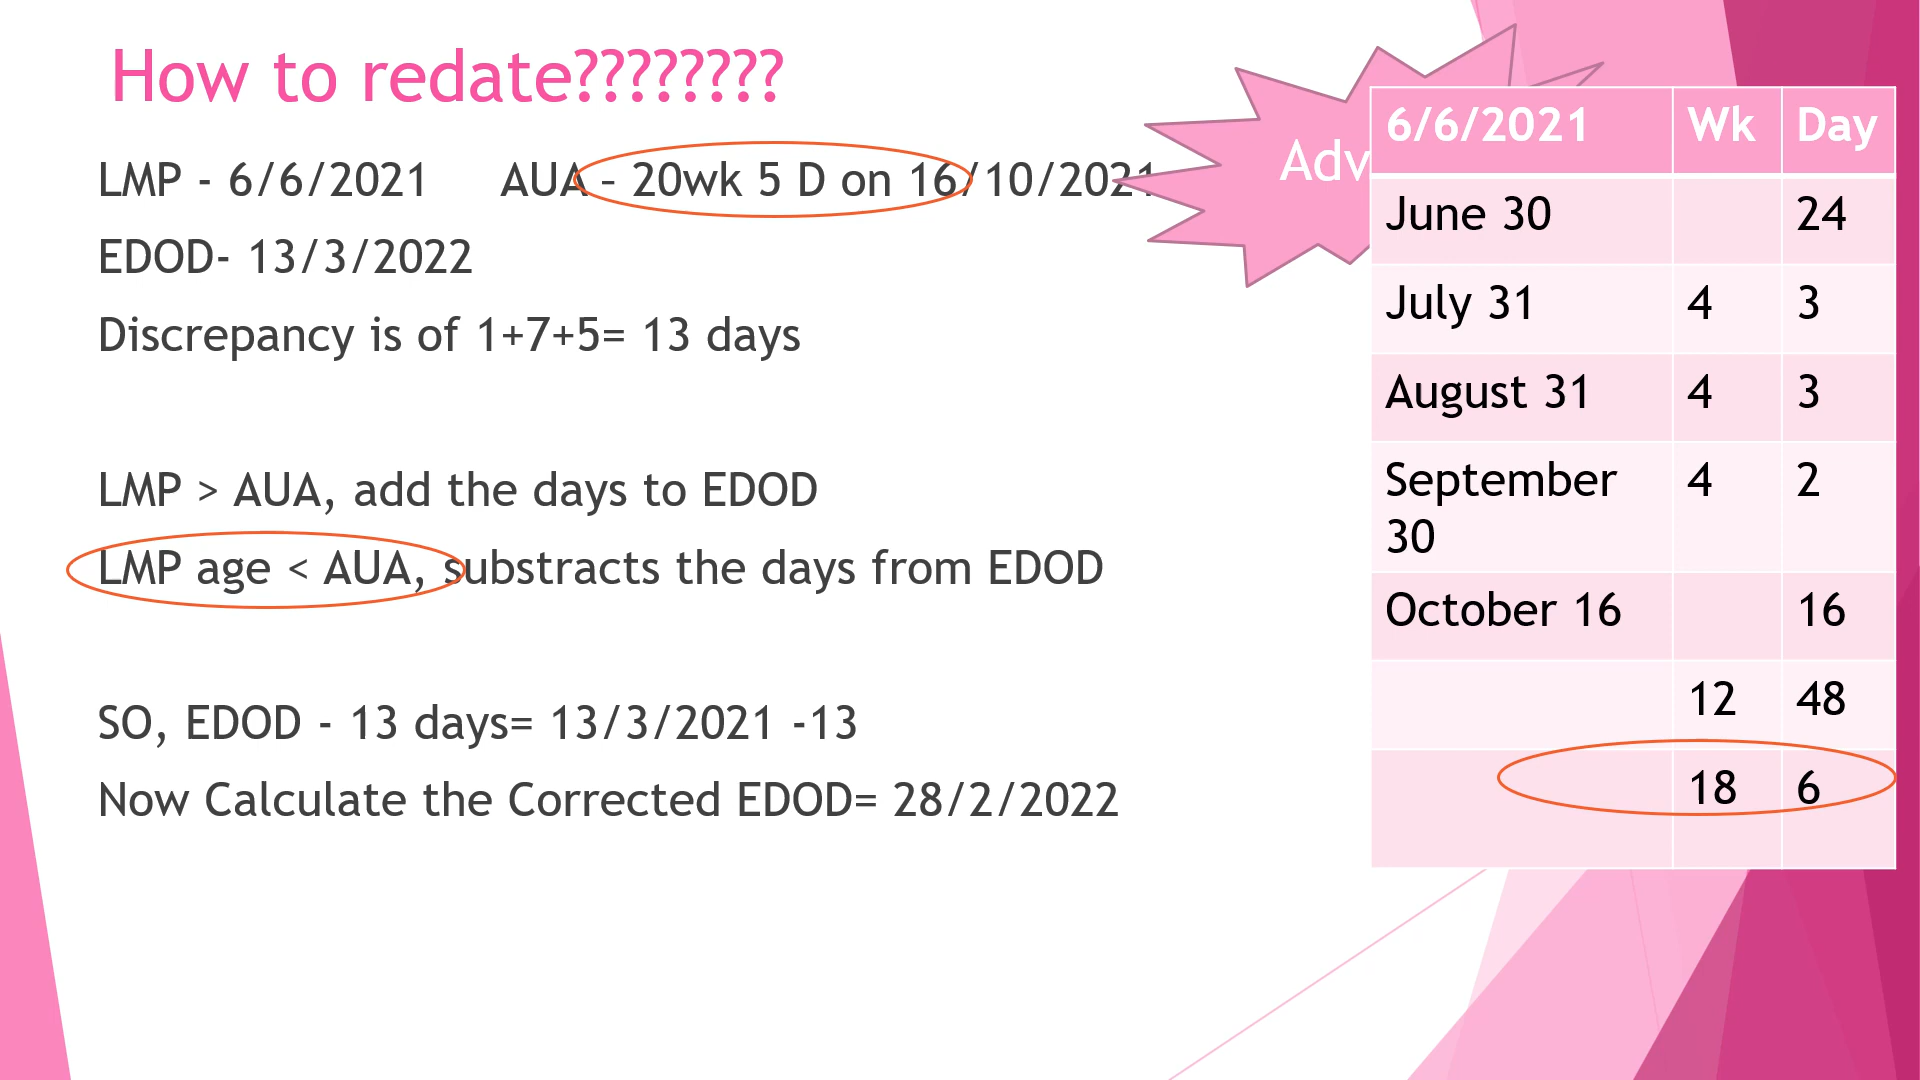 How to redate????????
LMP - 6/6/2021 AUA – 20wk 5 D on 16/10/2021
EDOD- 13/3/2022
Discrepancy is of 1+7+5= 13 days
LMP > AUA, add the days to EDOD
LMP age < AUA, substracts the days from EDOD
SO, EDOD - 13 days= 13/3/2021 -13
Now Calculate the Corrected EDOD= 28/2/2022
Adv
6/6/2021 Wk Day
June 30 24
July 31 4 3
August 31 4 3
September 4 2
30
October 16 16
12 48
18 6